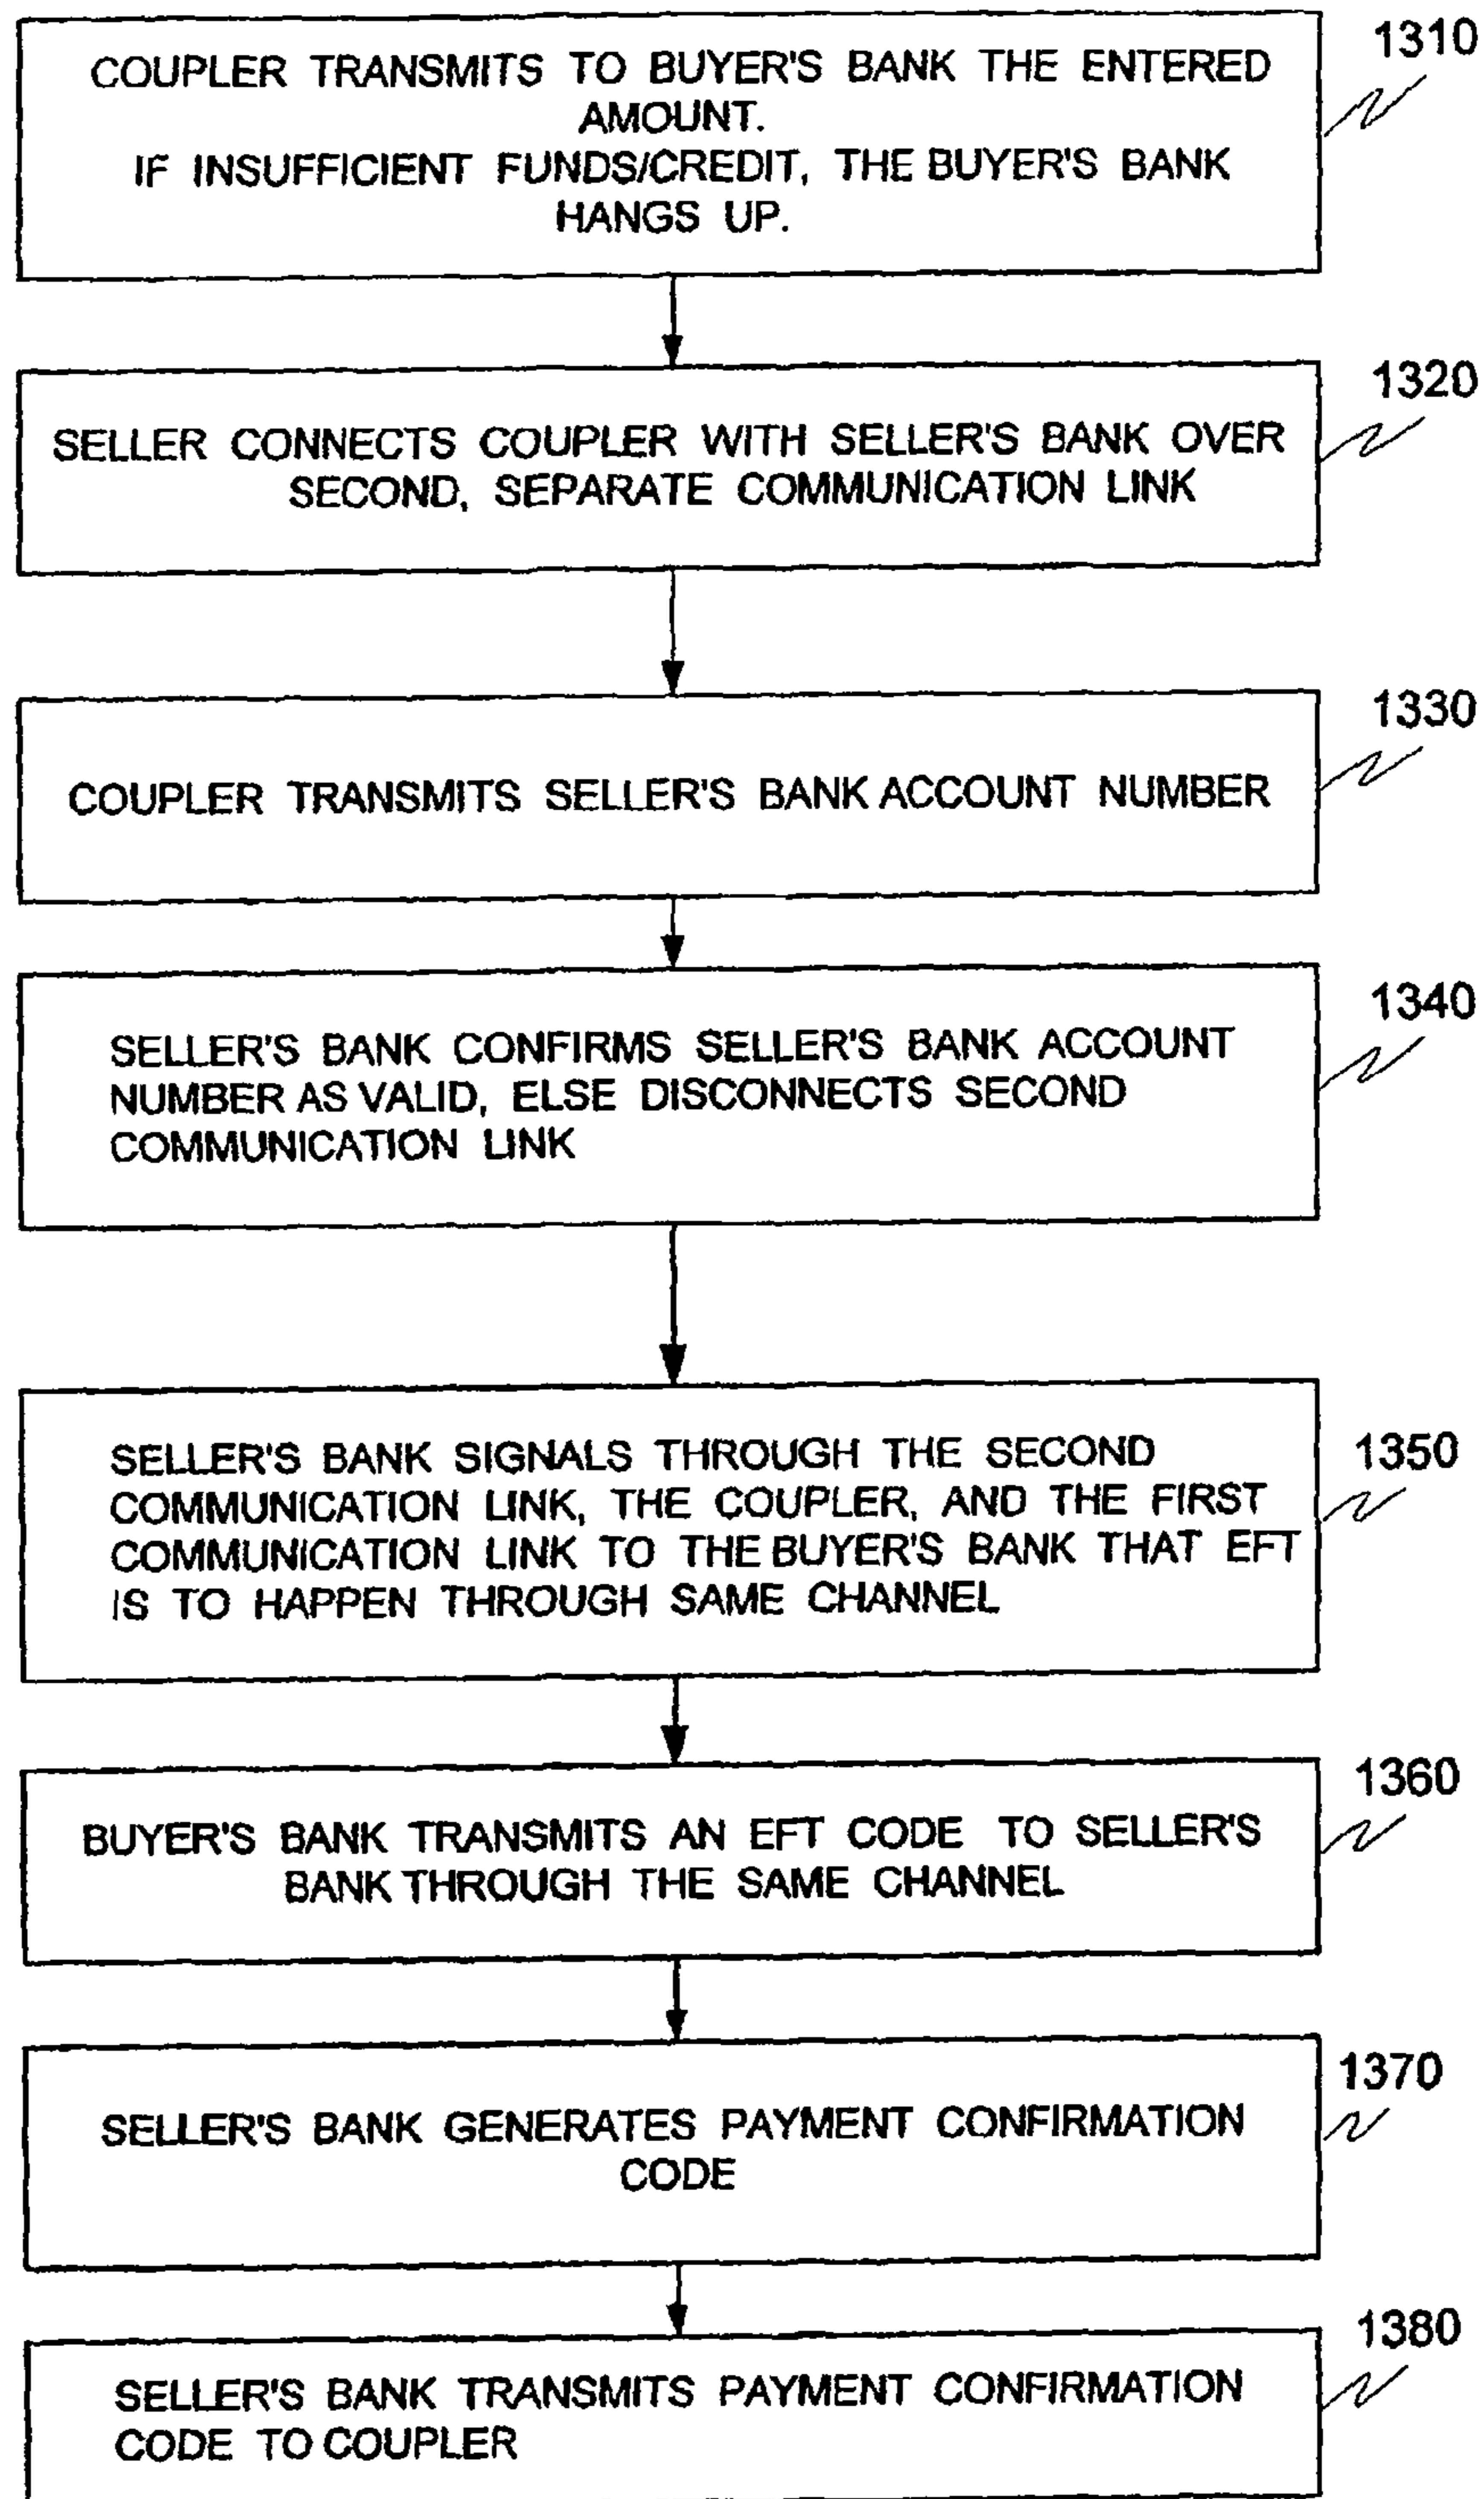 1310
COUPLER TRANSMITS TO BUYER'S BANK THE ENTERED
AMOUNT.
IF INSUFFICIENT FUNDS/CREDIT, THE BUYER'S BANK
HANGS UP.
1320
SELLER CONNECTS COUPLER WITH SELLER'S BANK OVER
SECOND, SEPARATE COMMUNICATION LINK
1330
COUPLER TRANSMITS SELLER'S BANK ACCOUNT NUMBER
1340
SELLER'S BANK CONFIRMS SELLER'S BANK ACCOUNT
NUMBER AS VALID, ELSE DISCONNECTS SECOND
COMMUNICATION LINK
1350
SELLER'S BANK SIGNALS THROUGH THE SECOND
COMMUNICATION LINK, THE COUPLER, AND THE FIRST
COMMUNICATION LINK TO THE BUYER'S BANK THAT EFT
IS TO HAPPEN THROUGH SAME CHANNEL
1360
BUYER'S BANK TRANSMITS AN EFT CODE TO SELLER'S
BANK THROUGH THE SAME CHANNEL
1370
SELLER'S BANK GENERATES PAYMENT CONFIRMATION
CODE
1380
SELLER'S BANK TRANSMITS PAYMENT CONFIRMATION
CODE TO COUPLER